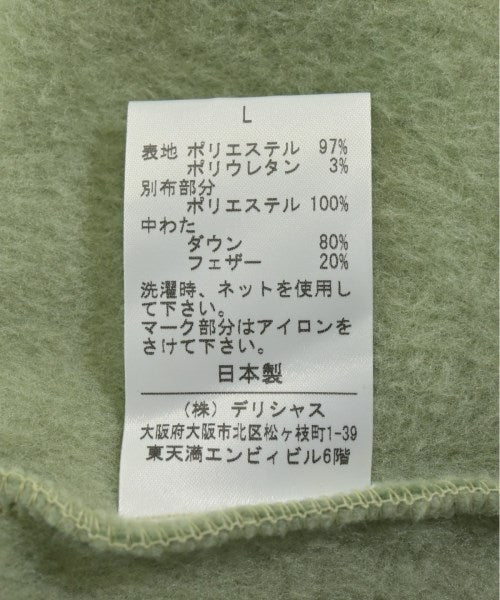 L
表地 ポリエステル 97%
ポリウレタン 3%
別布部分
ポリエステル 100%
中わた
ダウン 80%
フェザー 20%
洗濯時、ネットを使用し
て下さい。
マーク部分はアイロンを
さけて下さい。
日本製
(株) デリシャス
大阪府大阪市北区松ヶ枝町1-39
東天満エンビィビル6階